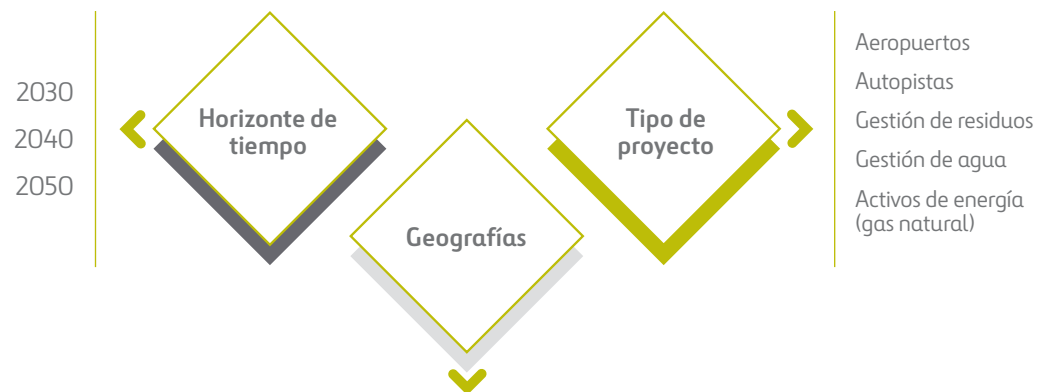 2030
2040
2050
Horizonte de
tiempo
Geografías
Tipo de
proyecto
Aeropuertos
Autopistas
Gestión de residuos
Gestión de agua
Activos de energía
(gas natural)